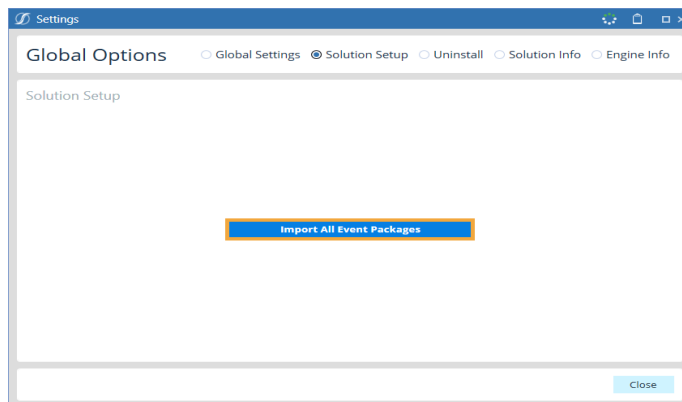 Settings
Global Options
Global Settings
Solution Setup
Uninstall
Solution Info
Engine Info
Solution Setup
Import All Event Packages
Close